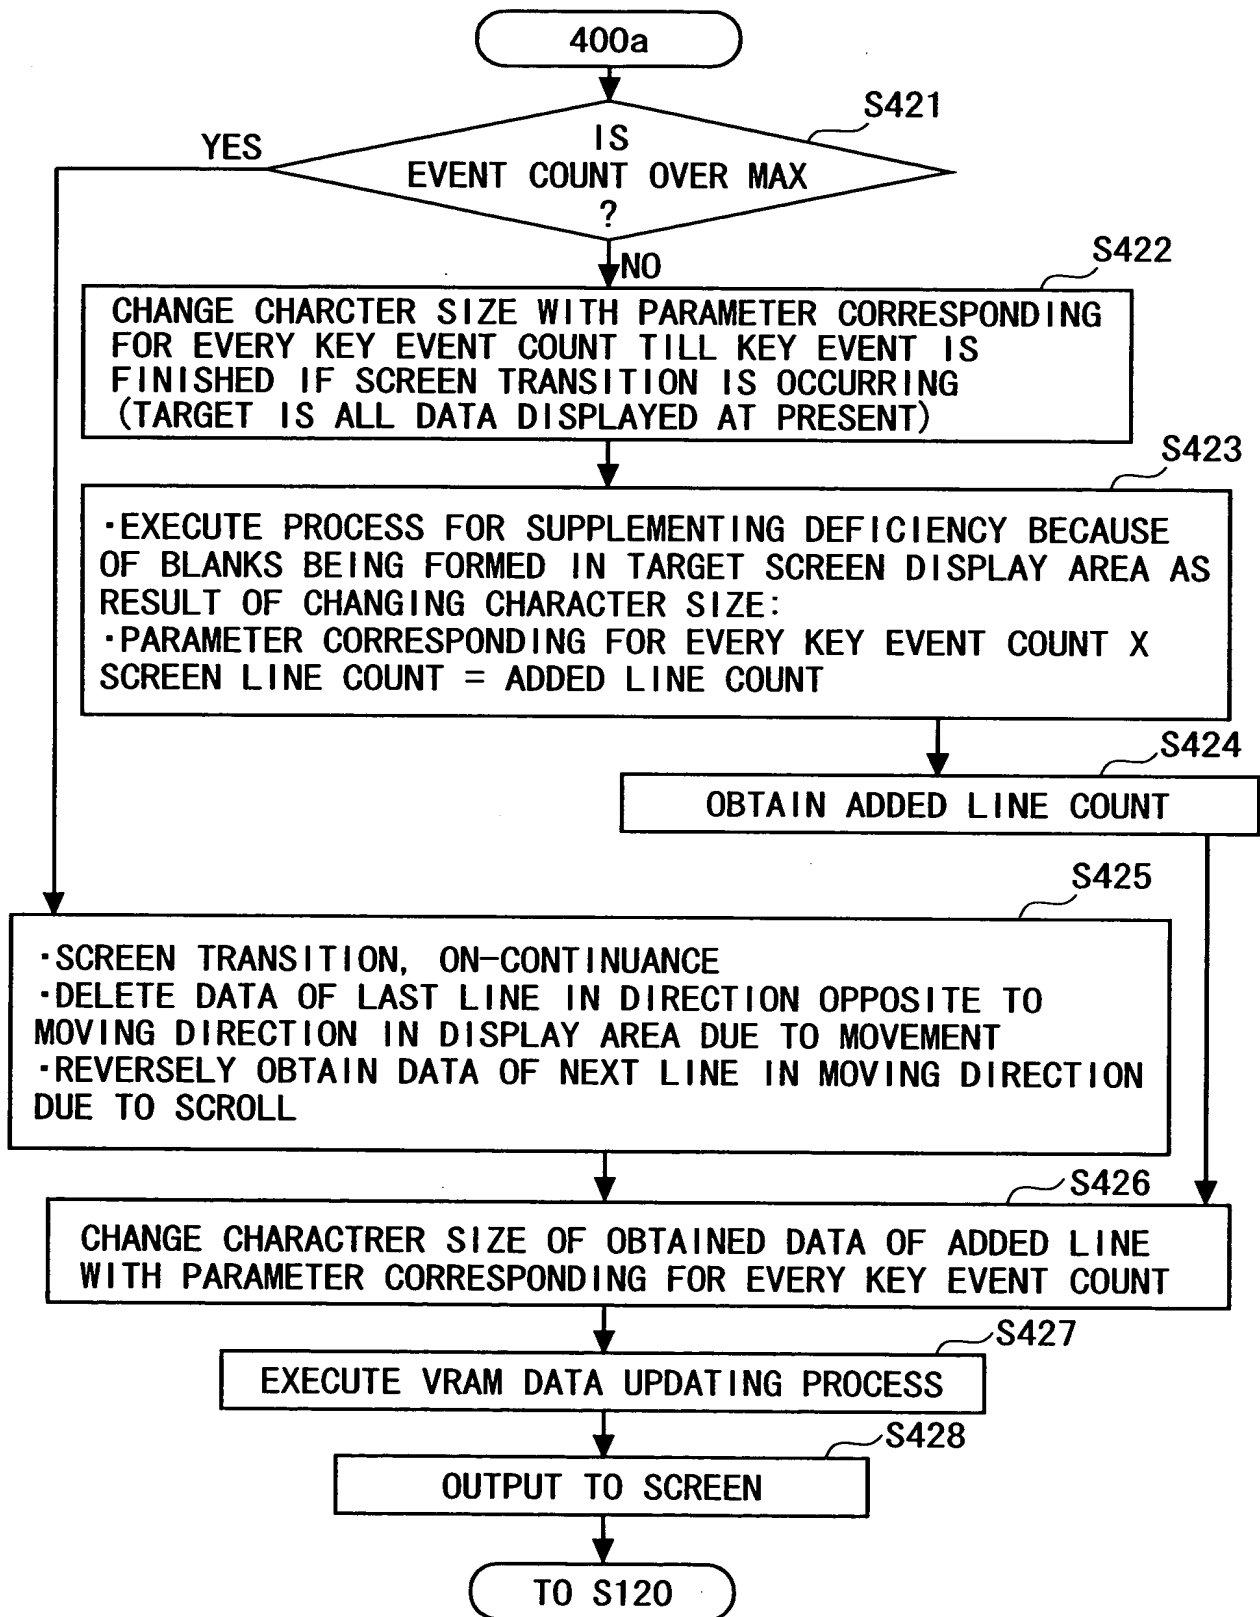 400a
S421
YES
IS
EVENT COUNT OVER MAX
?
NO
S422
CHANGE CHARCTER SIZE WITH PARAMETER CORRESPONDING
FOR EVERY KEY EVENT COUNT TILL KEY EVENT IS
FINISHED IF SCREEN TRANSITION IS OCCURRING
(TARGET IS ALL DATA DISPLAYED AT PRESENT)
S423
·EXECUTE PROCESS FOR SUPPLEMENTING DEFICIENCY BECAUSE
OF BLANKS BEING FORMED IN TARGET SCREEN DISPLAY AREA AS
RESULT OF CHANGING CHARACTER SIZE:
·PARAMETER CORRESPONDING FOR EVERY KEY EVENT COUNT X
SCREEN LINE COUNT = ADDED LINE COUNT
S424
OBTAIN ADDED LINE COUNT
S425
·SCREEN TRANSITION, ON-CONTINUANCE
·DELETE DATA OF LAST LINE IN DIRECTION OPPOSITE TO
MOVING DIRECTION IN DISPLAY AREA DUE TO MOVEMENT
·REVERSELY OBTAIN DATA OF NEXT LINE IN MOVING DIRECTION
DUE TO SCROLL
S426
CHANGE CHARACTRER SIZE OF OBTAINED DATA OF ADDED LINE
WITH PARAMETER CORRESPONDING FOR EVERY KEY EVENT COUNT
S427
EXECUTE VRAM DATA UPDATING PROCESS
S428
OUTPUT TO SCREEN
TO S120